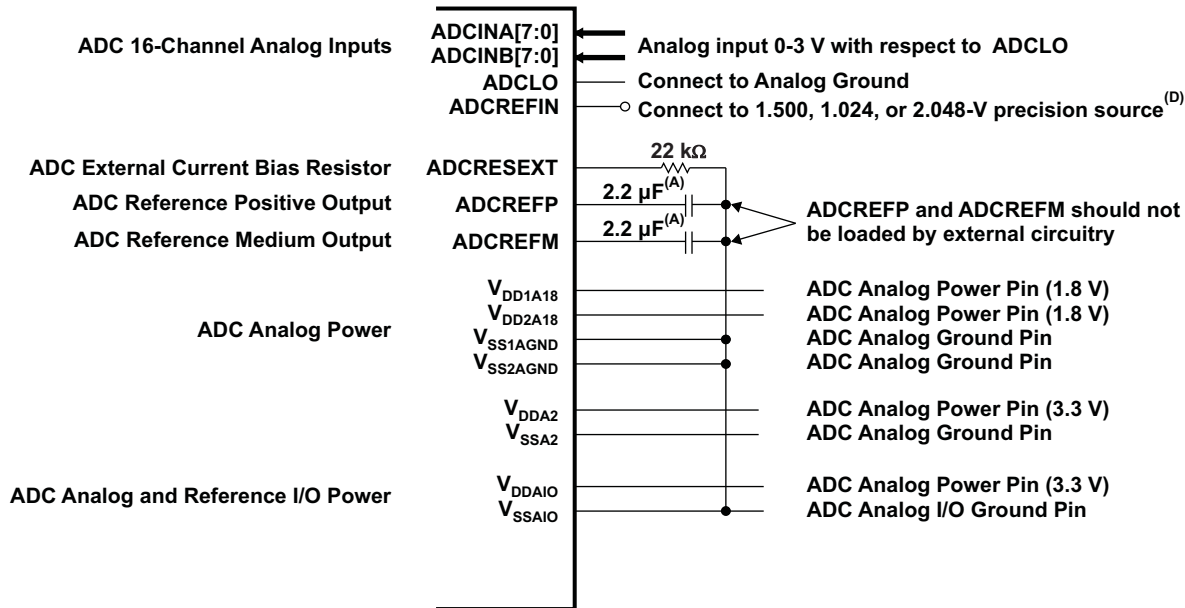 ADC 16-Channel Analog Inputs
ADCINA[7:0]
ADCINB[7:0]
Analog input 0-3 V with respect to ADCLO
ADCLO
Connect to Analog Ground
ADCREFIN
Connect to 1.500, 1.024, or 2.048-V precision source(D)
ADC External Current Bias Resistor
ADCRESEXT
22 kΩ
ADC Reference Positive Output
ADCREFP
2.2 µF(A)
ADC Reference Medium Output
ADCREFM
2.2 µF(A)
ADCREFP and ADCREFM should not
be loaded by external circuitry
ADC Analog Power
VDD1A18
ADC Analog Power Pin (1.8 V)
VDD2A18
ADC Analog Power Pin (1.8 V)
VSS1AGND
ADC Analog Ground Pin
VSS2AGND
ADC Analog Ground Pin
VDDA2
ADC Analog Power Pin (3.3 V)
VSSA2
ADC Analog Ground Pin
ADC Analog and Reference I/O Power
VDDAIO
ADC Analog Power Pin (3.3 V)
VSSAIO
ADC Analog I/O Ground Pin